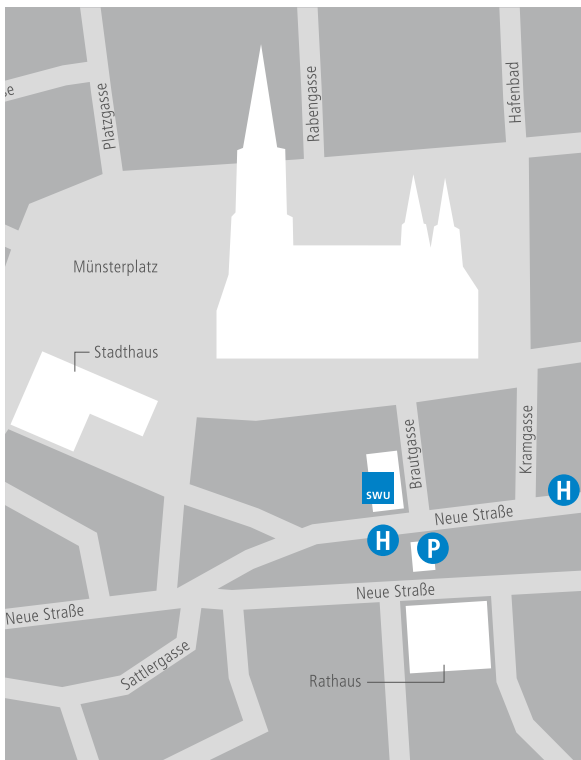 Platzgasse
Rabengasse
Hafenbad
Münsterplatz
Stadthaus
Brautgasse
Kramgasse
SWU
H
H
Neue Straße
P
Neue Straße
Neue Straße
Sattlergasse
Rathaus